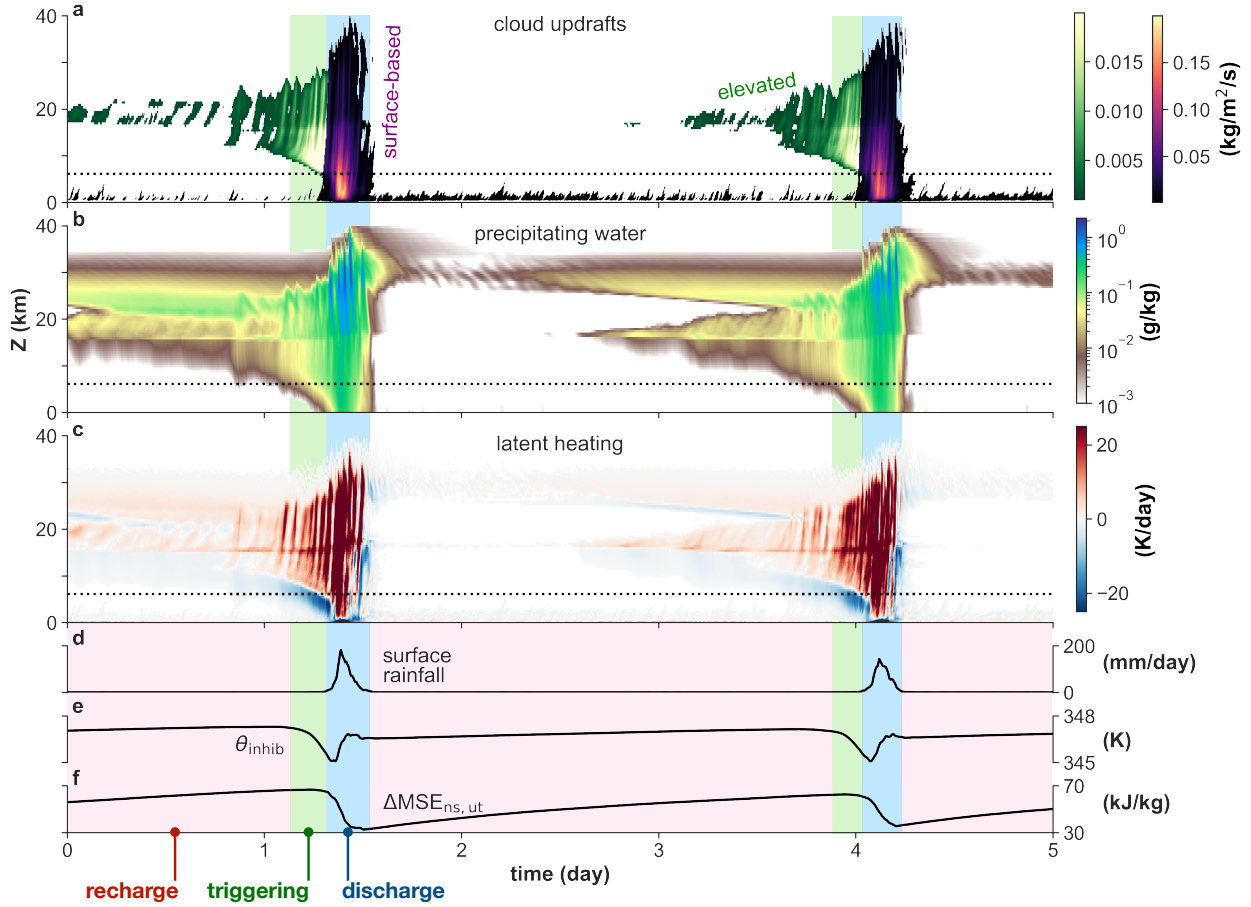 a
cloud updrafts
40
20
0
surface-based
elevated
0.015
0.010
0.005
0.15
0.10
0.05
(kg/m²/s)
b
precipitating water
40
20
0
Z (km)
10⁰
10⁻¹
10⁻²
10⁻³
(g/kg)
c
latent heating
40
20
0
20
0
−20
(K/day)
d
surface
rainfall
200
0
(mm/day)
e
θinhib
348
345
(K)
f
ΔMSEns, ut
70
30
(kJ/kg)
0 1 2 3 4 5
time (day)
recharge triggering discharge